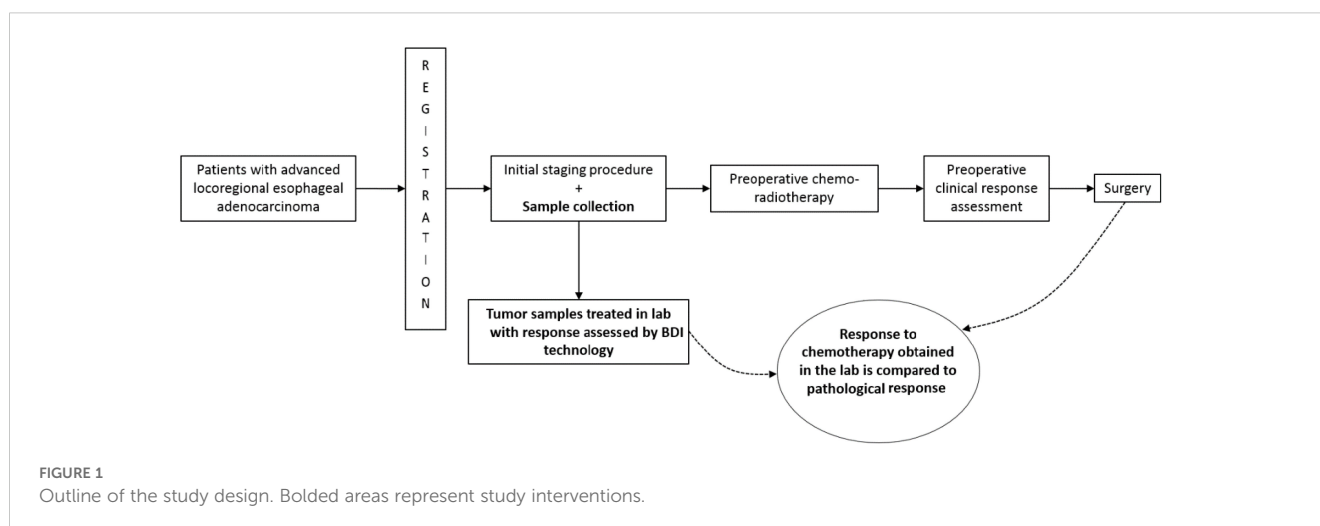 Patients with advanced
locoregional esophageal
adenocarcinoma
R
E
G
I
S
T
R
A
T
I
O
N
Initial staging procedure
+
Sample collection
Preoperative chemo-
radiotherapy
Preoperative
clinical response
assessment
Surgery
Tumor samples treated in lab
with response assessed by BDI
technology
Response to
chemotherapy obtained
in the lab is compared to
pathological response
FIGURE 1
Outline of the study design. Bolded areas represent study interventions.